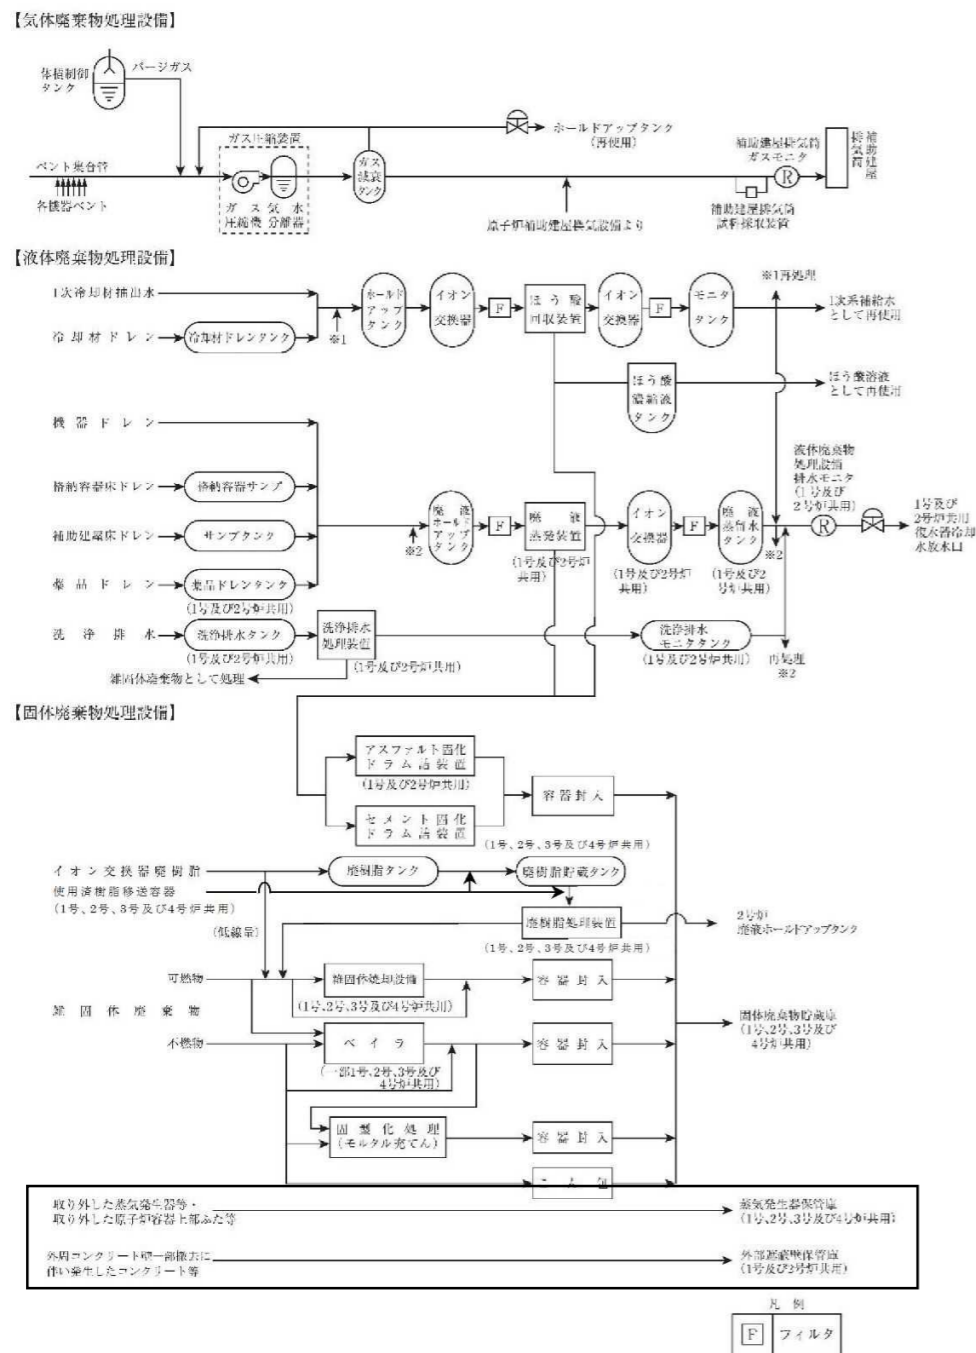 【気体廃棄物処理設備】
体積制御
タンク
パージガス
ガス圧縮装置
ベント集合管
各機器ベント
ガス
圧縮機
気水
分離器
ガス
減衰
タンク
ホールドアップタンク
(再使用)
原子炉補助建屋換気設備より
補助建屋排気筒
ガスモニタ
R
補助建屋排気筒
試料採取装置
補助建屋
排気筒
【液体廃棄物処理設備】
1次冷却材抽出水
冷却材ドレン
冷却材ドレンタンク
※1
ホールド
アップ
タンク
イオン
交換器
F
ほう酸
回収装置
イオン
交換器
F
モニタ
タンク
※1再処理
1次系補給水
として再使用
ほう酸
濃縮液
タンク
ほう酸溶液
として再使用
機器ドレン
格納容器床ドレン
格納容器サンプ
補助建屋床ドレン
サンプタンク
薬品ドレン
薬品ドレンタンク
(1号及び2号炉共用)
※2
廃液
ホールド
アップ
タンク
F
廃液
蒸発装置
(1号及び2号炉
共用)
イオン
交換器
(1号及び2号炉
共用)
F
廃液
蒸留水
タンク
(1号及び2
号炉共用)
※2
液体廃棄物
処理設備
排水モニタ
(1号及び
2号炉共用)
R
1号及び
2号炉共用
復水器冷却
水放水口
洗浄排水
洗浄排水タンク
(1号及び2号炉共用)
洗浄排水
処理装置
(1号及び2号炉共用)
雑固体廃棄物として処理
洗浄排水
モニタタンク
(1号及び2号炉共用)
再処理
※2
【固体廃棄物処理設備】
アスファルト固化
ドラム詰装置
(1号及び2号炉共用)
セメント固化
ドラム詰装置
(1号、2号、3号及び4号炉共用)
容器封入
イオン交換器廃樹脂
廃樹脂タンク
廃樹脂貯蔵タンク
使用済樹脂移送容器
(1号、2号、3号及び4号炉共用)
(低線量)
廃樹脂処理装置
(1号、2号、3号及び4号炉共用)
2号炉
廃液ホールドアップタンク
可燃物
雑固体焼却設備
(1号、2号、3号及び4号炉共用)
容器封入
雑固体廃棄物
固体廃棄物貯蔵庫
(1号、2号、3号及び
4号炉共用)
不燃物
ベイラ
(一部1号、2号、3号及び
4号炉共用)
容器封入
固型化処理
(モルタル充てん)
容器封入
取り外した蒸気発生器等・
取り外した原子炉容器上部ふた等
蒸気発生器保管庫
(1号、2号、3号及び4号炉共用)
外周コンクリート壁一部撤去に
伴い発生したコンクリート等
外部遮蔽壁保管庫
(1号及び2号炉共用)
凡例
F フィルタ